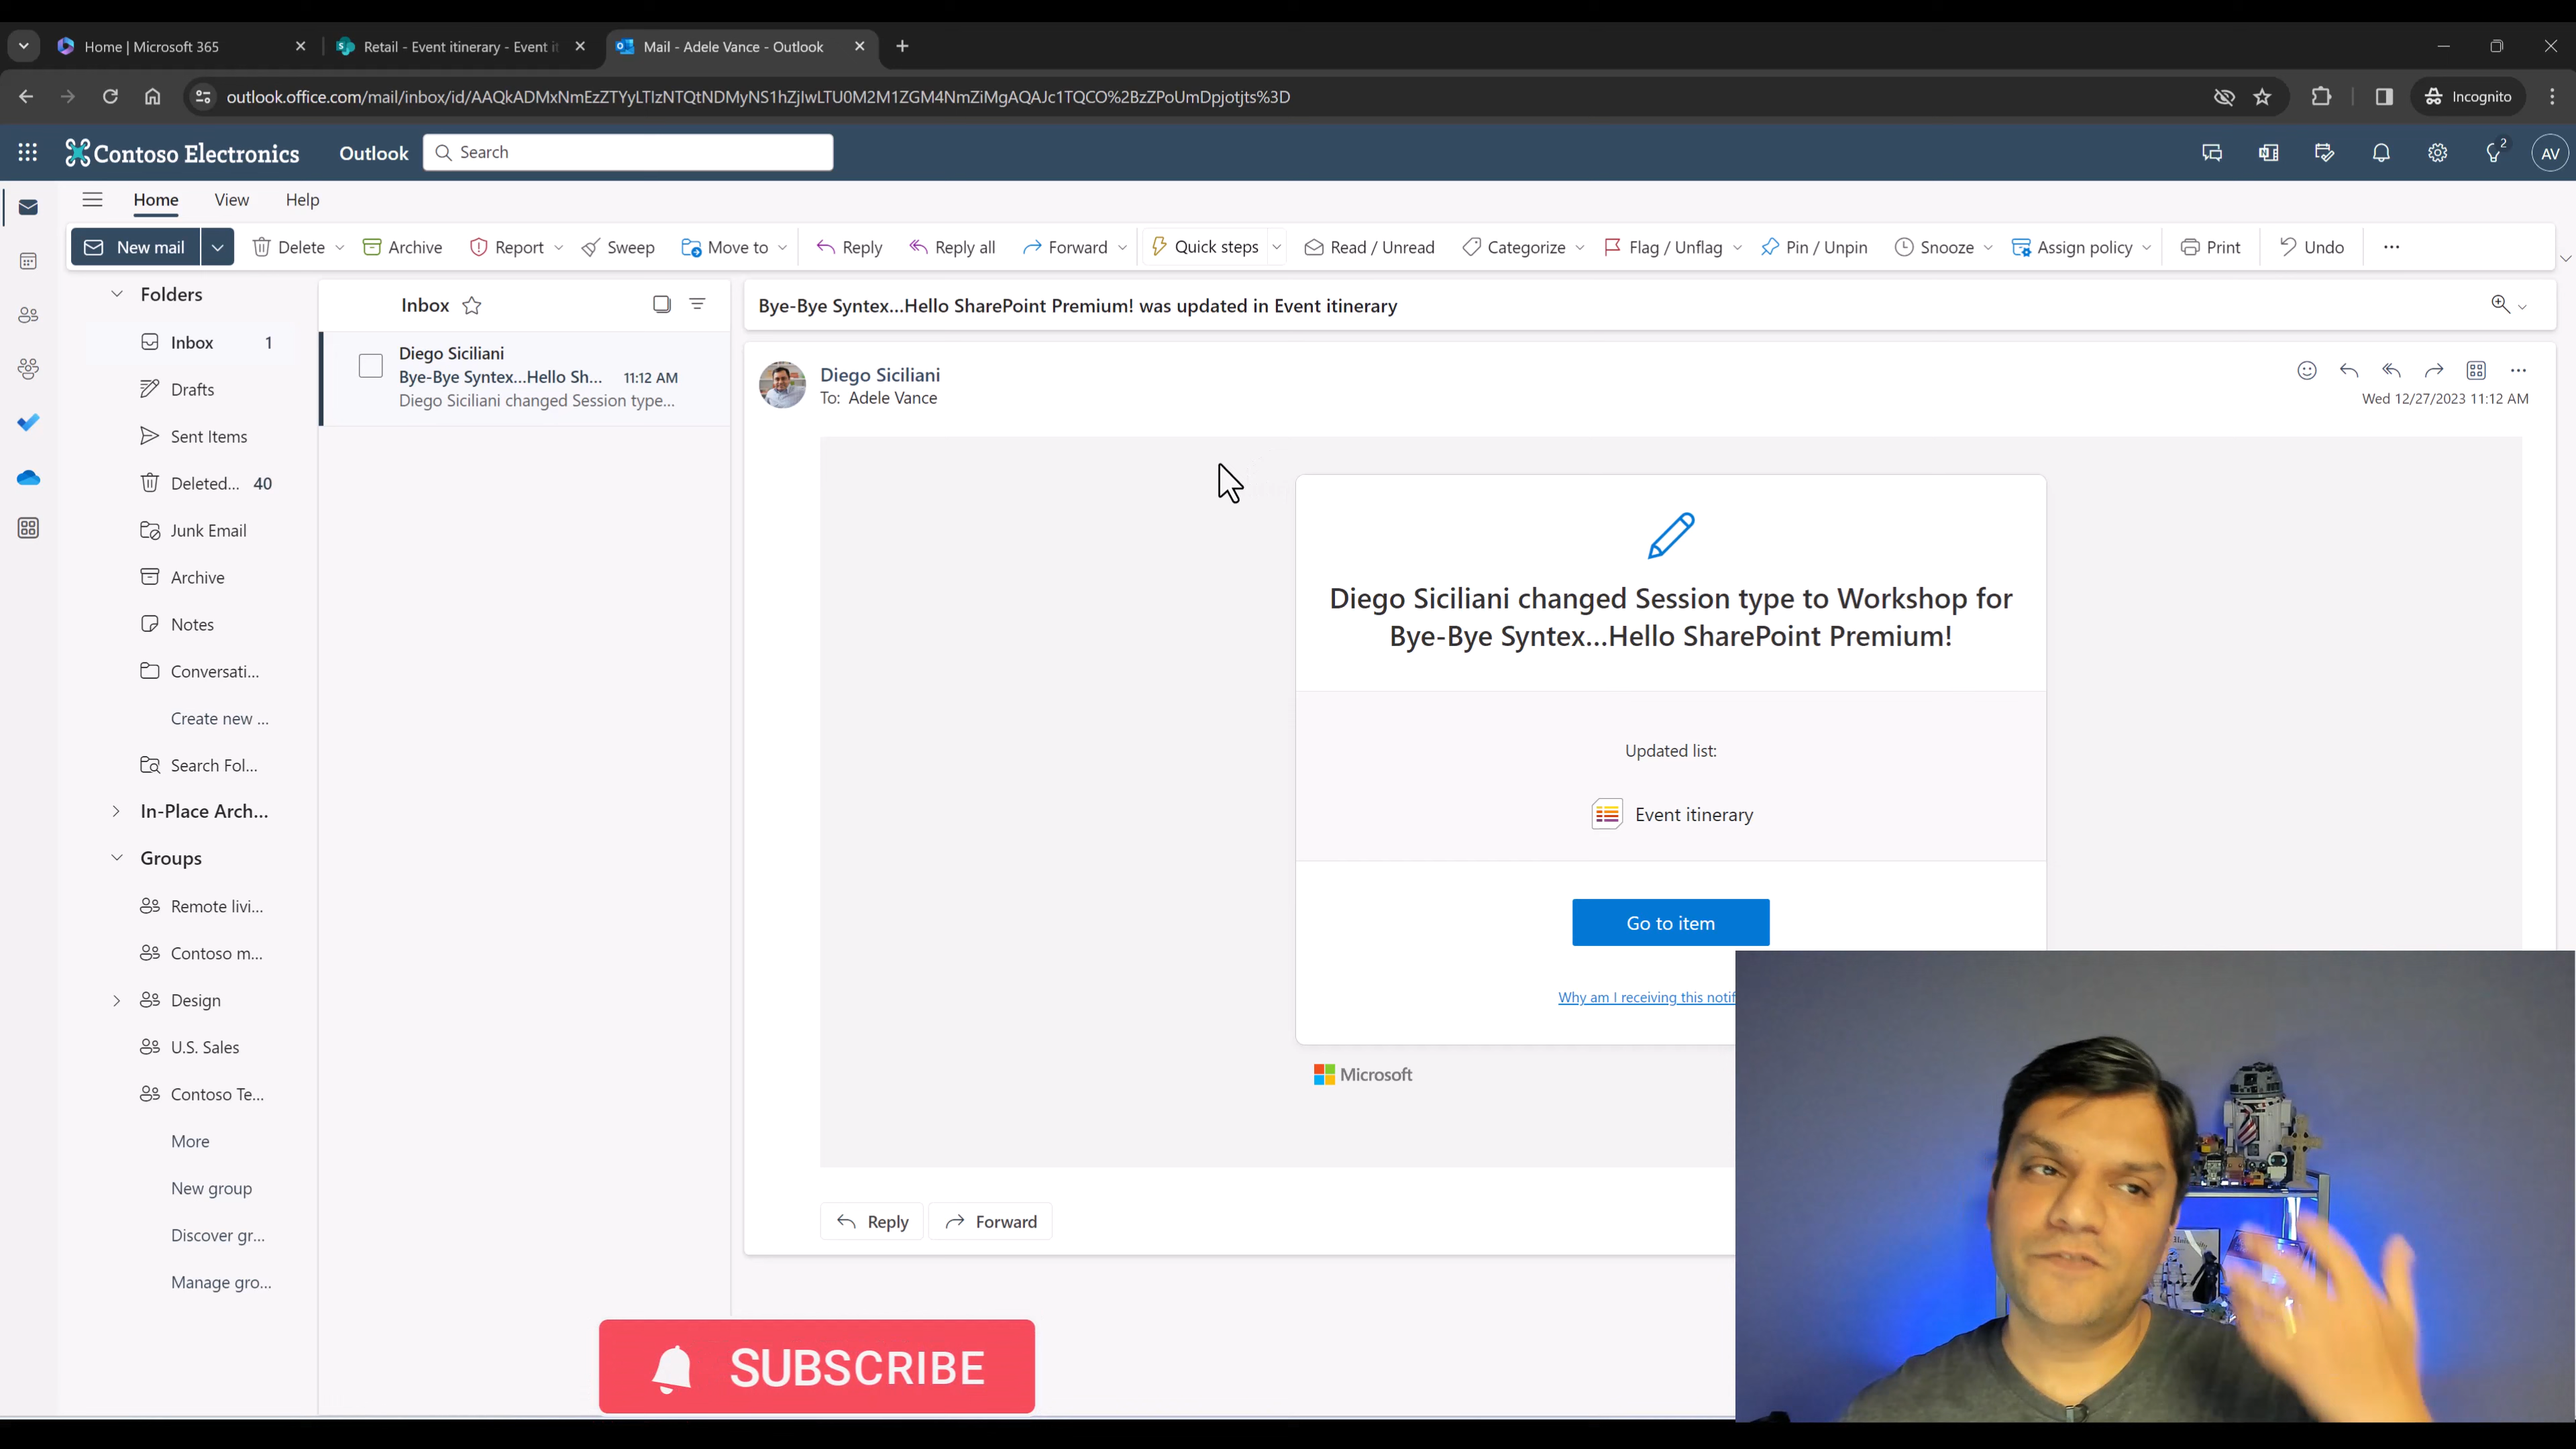 Home | Microsoft 365
Retail - Event itinerary - Event it
Mail - Adele Vance - Outlook
outlook.office.com/mail/inbox/id/AAQkADMxNmEzZTYyLTIzNTQtNDMyNS1hZjIwLTU0M2M1ZGM4NmZiMgAQAJc1TQCO%2BzZPoUmDpjotjts%3D
Incognito
Contoso Electronics
Outlook
Search
2
AV
Home
View
Help
New mail
Delete
Archive
Report
Sweep
Move to
Reply
Reply all
Forward
Quick steps
Read / Unread
Categorize
Flag / Unflag
Pin / Unpin
Snooze
Assign policy
Print
Undo
Folders
Inbox 1
Drafts
Sent Items
Deleted... 40
Junk Email
Archive
Notes
Conversati...
Create new ...
Search Fol...
In-Place Arch...
Groups
Remote livi...
Contoso m...
Design
U.S. Sales
Contoso Te...
More
New group
Discover gr...
Manage gro...
Inbox
Diego Siciliani
Bye-Bye Syntex...Hello Sh... 11:12 AM
Diego Siciliani changed Session type...
Bye-Bye Syntex...Hello SharePoint Premium! was updated in Event itinerary
Diego Siciliani
To: Adele Vance
Wed 12/27/2023 11:12 AM
Diego Siciliani changed Session type to Workshop for
Bye-Bye Syntex...Hello SharePoint Premium!
Updated list:
Event itinerary
Go to item
Why am I receiving this notif
Microsoft
Reply
Forward
SUBSCRIBE